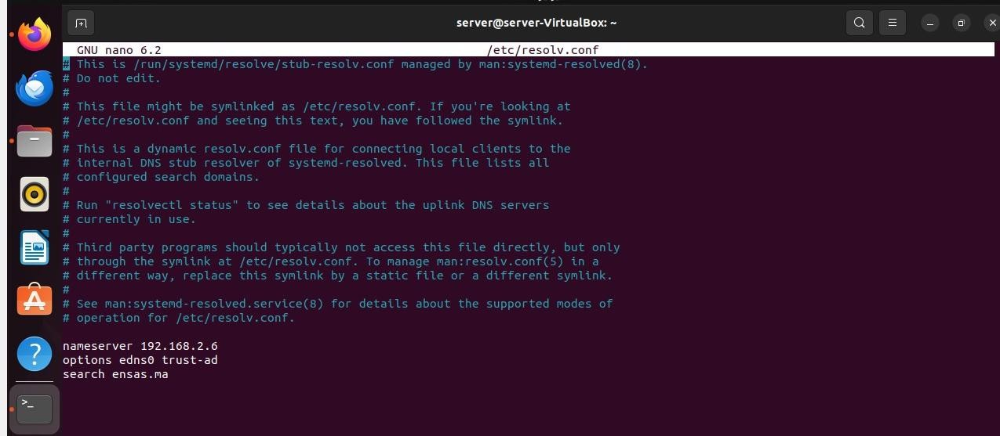 server@server-VirtualBox: ~
GNU nano 6.2 /etc/resolv.conf
# This is /run/systemd/resolve/stub-resolv.conf managed by man:systemd-resolved(8).
# Do not edit.
#
# This file might be symlinked as /etc/resolv.conf. If you're looking at
# /etc/resolv.conf and seeing this text, you have followed the symlink.
#
# This is a dynamic resolv.conf file for connecting local clients to the
# internal DNS stub resolver of systemd-resolved. This file lists all
# configured search domains.
#
# Run "resolvectl status" to see details about the uplink DNS servers
# currently in use.
#
# Third party programs should typically not access this file directly, but only
# through the symlink at /etc/resolv.conf. To manage man:resolv.conf(5) in a
# different way, replace this symlink by a static file or a different symlink.
#
# See man:systemd-resolved.service(8) for details about the supported modes of
# operation for /etc/resolv.conf.
nameserver 192.168.2.6
options edns0 trust-ad
search ensas.ma